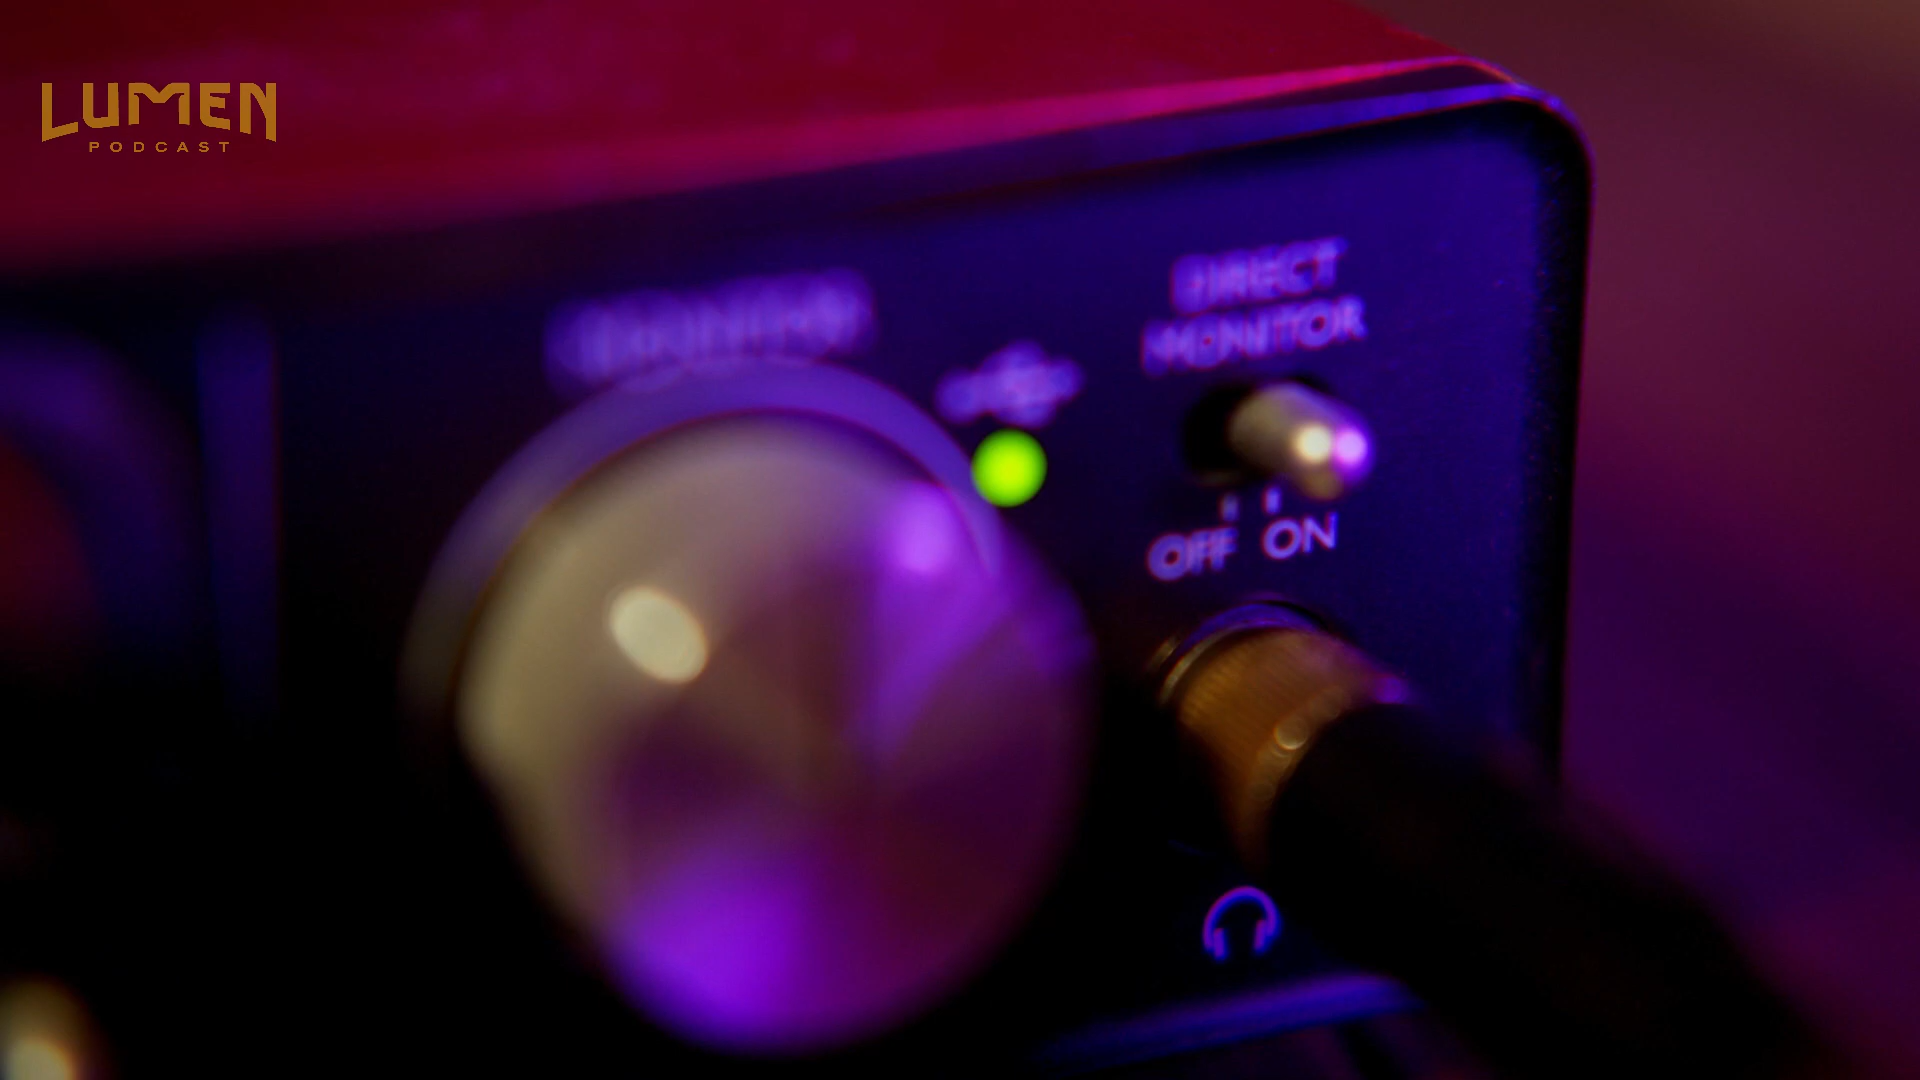 LUMEN
PODCAST
DIRECT
MONITOR
OFF ON